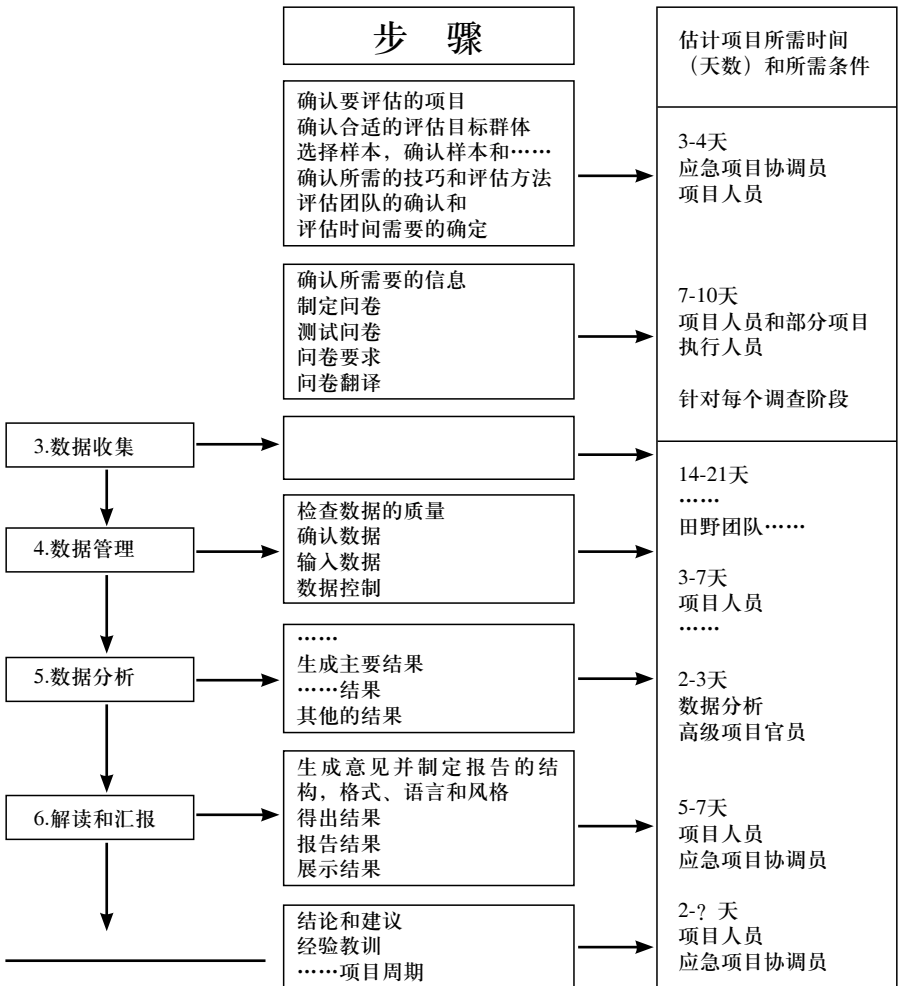 步 骤
估计项目所需时间
（天数）和所需条件
确认要评估的项目
确认合适的评估目标群体
选择样本，确认样本和……
确认所需的技巧和评估方法
评估团队的确认和
评估时间需要的确定
3-4天
应急项目协调员
项目人员
确认所需要的信息
制定问卷
测试问卷
问卷要求
问卷翻译
7-10天
项目人员和部分项目
执行人员
针对每个调查阶段
3.数据收集
14-21天
……
田野团队……
4.数据管理
检查数据的质量
确认数据
输入数据
数据控制
3-7天
项目人员
……
5.数据分析
……
生成主要结果
……结果
其他的结果
2-3天
数据分析
高级项目官员
6.解读和汇报
生成意见并制定报告的结
构，格式、语言和风格
得出结果
报告结果
展示结果
5-7天
项目人员
应急项目协调员
结论和建议
经验教训
……项目周期
2-？天
项目人员
应急项目协调员